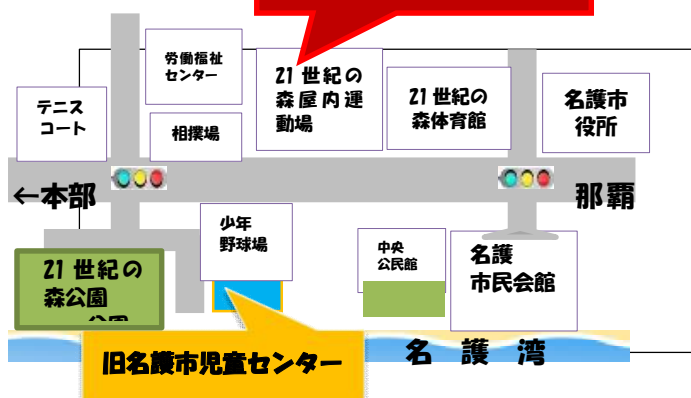 労働福祉
センター
21世紀の
森屋内運
動場
21世紀の
森体育館
名護市
役所
テニス
コート
相撲場
←本部
那覇
少年
野球場
中央
公民館
名護
市民会館
21世紀の
森公園
公園
旧名護市児童センター
名護湾